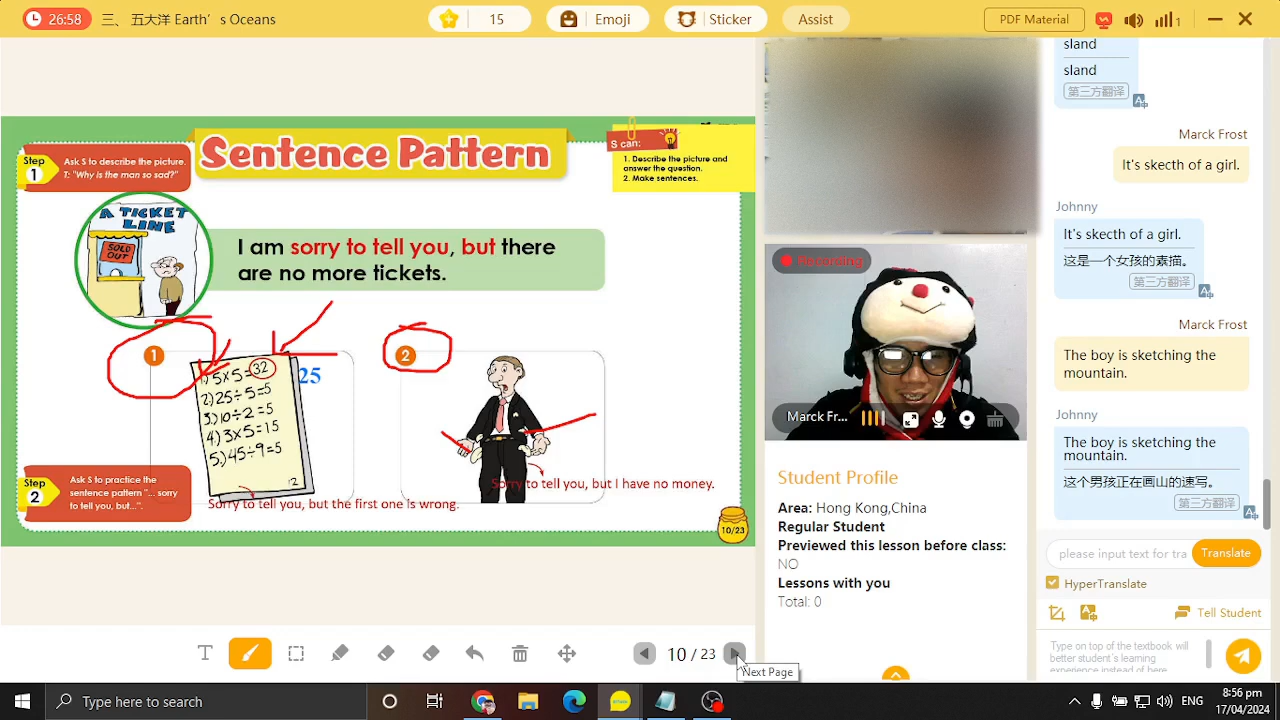 26:58
三、五大洋 Earth's Oceans
15
Emoji
Sticker
Assist
PDF Material
1
Step 1
Ask S to describe the picture.
T: "Why is the man so sad?"
Sentence Pattern
S can:
1. Describe the picture and
answer the question.
2. Make sentences.
A TICKET
LINE
SOLD
OUT
I am sorry to tell you, but there
are no more tickets.
1
1) 5×5=32
25
2) 25÷5=5
3) 10÷2=5
4) 3×5=15
5) 45÷9=5
12
2
Step 2
Ask S to practice the
sentence pattern "... sorry
to tell you, but...".
Sorry to tell you, but the first one is wrong.
Sorry to tell you, but I have no money.
10/23
10 / 23
Next Page
Recording
Marck Fr...
Student Profile
Area: Hong Kong,China
Regular Student
Previewed this lesson before class:
NO
Lessons with you
Total: 0
sland
sland
第三方翻译
Marck Frost
It's skecth of a girl.
Johnny
It's skecth of a girl.
这是一个女孩的素描。
第三方翻译
Marck Frost
The boy is sketching the
mountain.
Johnny
The boy is sketching the
mountain.
这个男孩正在画山的速写。
第三方翻译
please input text for tra
Translate
HyperTranslate
Tell Student
Type on top of the textbook will
better student's learning
experience instead of here.
Type here to search
ENG
8:56 pm
17/04/2024